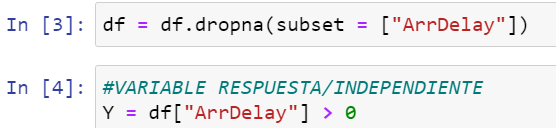 In [3]: df = df.dropna(subset = ["ArrDelay"])
In [4]: #VARIABLE RESPUESTA/INDEPENDIENTE
Y = df["ArrDelay"] > 0